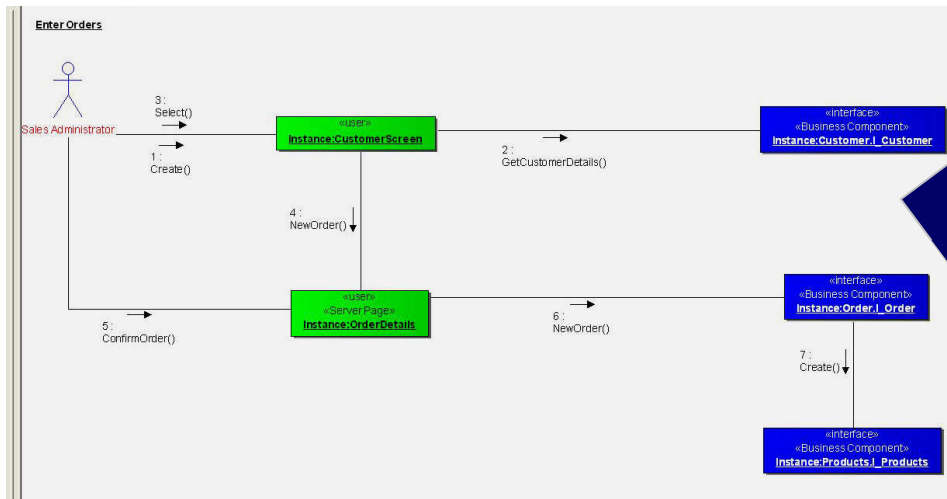 Enter Orders
3 :
Select()
Sales Administrator
1 :
Create()
«user»
Instance:CustomerScreen
2 :
GetCustomerDetails()
«interface»
«Business Component»
Instance:Customer.I_Customer
4 :
NewOrder()
«user»
«Server Page»
Instance:OrderDetails
5 :
ConfirmOrder()
6 :
NewOrder()
«interface»
«Business Component»
Instance:Order.I_Order
7 :
Create()
«interface»
«Business Component»
Instance:Products.I_Products